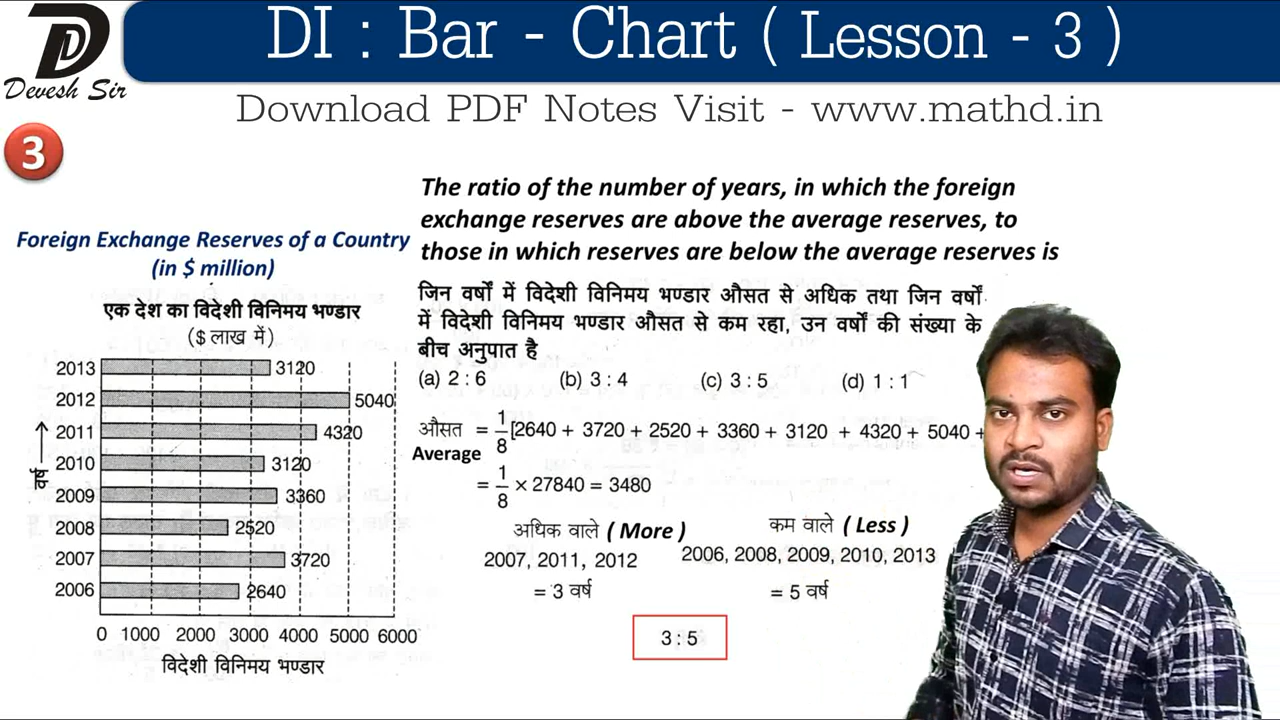 D
Devesh Sir
DI : Bar - Chart ( Lesson - 3 )
Download PDF Notes Visit - www.mathd.in
3
The ratio of the number of years, in which the foreign
exchange reserves are above the average reserves, to
those in which reserves are below the average reserves is
जिन वर्षों में विदेशी विनिमय भण्डार औसत से अधिक तथा जिन वर्षों
में विदेशी विनिमय भण्डार औसत से कम रहा, उन वर्षों की संख्या के
बीच अनुपात है
(a) 2 : 6 (b) 3 : 4 (c) 3 : 5 (d) 1 : 1
औसत = 1/8 [2640 + 3720 + 2520 + 3360 + 3120 + 4320 + 5040 +
Average
= 1/8 × 27840 = 3480
अधिक वाले ( More )
2007, 2011, 2012
= 3 वर्ष
कम वाले ( Less )
2006, 2008, 2009, 2010, 2013
= 5 वर्ष
3 : 5
Foreign Exchange Reserves of a Country
(in $ million)
एक देश का विदेशी विनिमय भण्डार
($ लाख में)
2013 3120
2012 5040
2011 4320
2010 3120
2009 3360
2008 2520
2007 3720
2006 2640
वर्ष
0 1000 2000 3000 4000 5000 6000
विदेशी विनिमय भण्डार